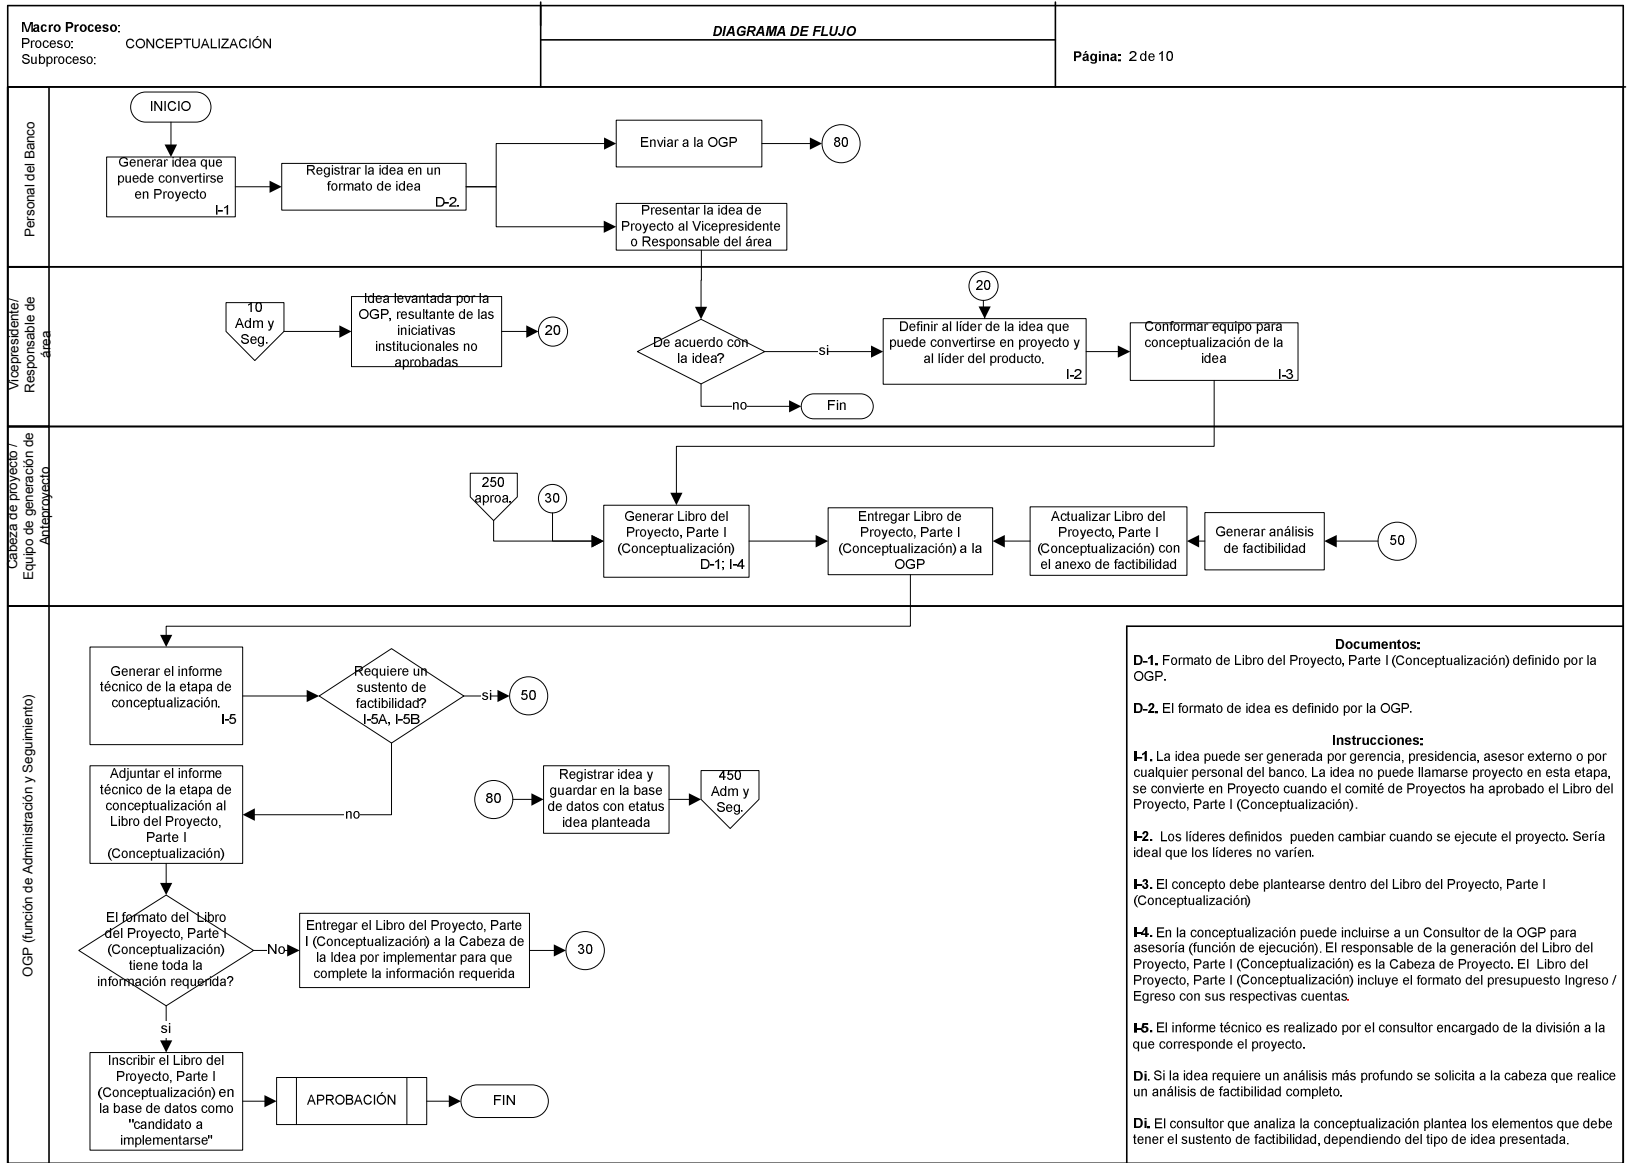 Macro Proceso:
Proceso: CONCEPTUALIZACIÓN
Subproceso:
DIAGRAMA DE FLUJO
Página: 2 de 10
Personal del Banco
INICIO
Generar idea que
puede convertirse
en Proyecto
I-1
Registrar la idea en un
formato de idea
D-2.
Enviar a la OGP
80
Presentar la idea de
Proyecto al Vicepresidente
o Responsable del área
Vicepresidente/
Responsable de
área
10
Adm y
Seg.
Idea levantada por la
OGP, resultante de las
iniciativas
institucionales no
aprobadas
20
De acuerdo con
la idea?
si
no
Fin
20
Definir al líder de la idea que
puede convertirse en proyecto y
al líder del producto.
I-2
Conformar equipo para
conceptualización de la
idea
I-3
Cabeza de proyecto /
Equipo de generación de
Anteproyecto
250
aproa.
30
Generar Libro del
Proyecto, Parte I
(Conceptualización)
D-1; I-4
Entregar Libro de
Proyecto, Parte I
(Conceptualización) a la
OGP
Actualizar Libro del
Proyecto, Parte I
(Conceptualización) con
el anexo de factibilidad
Generar análisis
de factibilidad
50
OGP (función de Administración y Seguimiento)
Generar el informe
técnico de la etapa de
conceptualización.
I-5
Requiere un
sustento de
factibilidad?
I-5A, I-5B
si
50
no
Adjuntar el informe
técnico de la etapa de
conceptualización al
Libro del Proyecto,
Parte I
(Conceptualización)
80
Registrar idea y
guardar en la base
de datos con etatus
idea planteada
450
Adm y
Seg.
El formato del Libro
del Proyecto, Parte I
(Conceptualización)
tiene toda la
información requerida?
No
Entregar el Libro del Proyecto, Parte
I (Conceptualización) a la Cabeza de
la Idea por implementar para que
complete la información requerida
30
si
Inscribir el Libro del
Proyecto, Parte I
(Conceptualización) en
la base de datos como
"candidato a
implementarse"
APROBACIÓN
FIN
Documentos:
D-1. Formato de Libro del Proyecto, Parte I (Conceptualización) definido por la
OGP.
D-2. El formato de idea es definido por la OGP.
Instrucciones:
I-1. La idea puede ser generada por gerencia, presidencia, asesor externo o por
cualquier personal del banco. La idea no puede llamarse proyecto en esta etapa,
se convierte en Proyecto cuando el comité de Proyectos ha aprobado el Libro del
Proyecto, Parte I (Conceptualización).
I-2. Los líderes definidos pueden cambiar cuando se ejecute el proyecto. Sería
ideal que los líderes no varíen.
I-3. El concepto debe plantearse dentro del Libro del Proyecto, Parte I
(Conceptualización)
I-4. En la conceptualización puede incluirse a un Consultor de la OGP para
asesoría (función de ejecución). El responsable de la generación del Libro del
Proyecto, Parte I (Conceptualización) es la Cabeza de Proyecto. El Libro del
Proyecto, Parte I (Conceptualización) incluye el formato del presupuesto Ingreso /
Egreso con sus respectivas cuentas.
I-5. El informe técnico es realizado por el consultor encargado de la división a la
que corresponde el proyecto.
Di. Si la idea requiere un análisis más profundo se solicita a la cabeza que realice
un análisis de factibilidad completo.
Di. El consultor que analiza la conceptualización plantea los elementos que debe
tener el sustento de factibilidad, dependiendo del tipo de idea presentada.